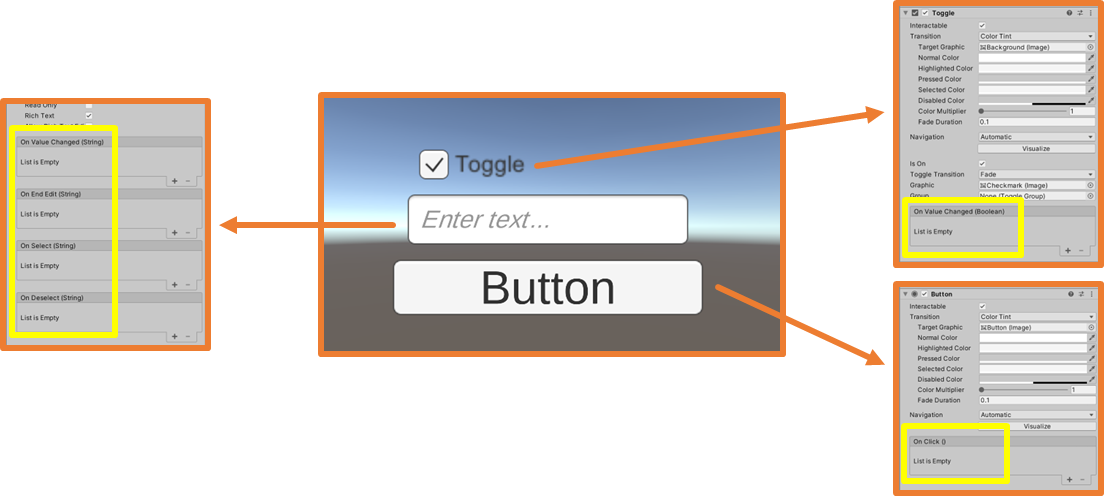 Read Only
Rich Text
On Value Changed (String)
List is Empty
On End Edit (String)
List is Empty
On Select (String)
List is Empty
On Deselect (String)
List is Empty
Toggle
Enter text...
Button
Toggle
Interactable
Transition Color Tint
Target Graphic Background (Image)
Normal Color
Highlighted Color
Pressed Color
Selected Color
Disabled Color
Color Multiplier 1
Fade Duration 0.1
Navigation Automatic
Visualize
Is On
Toggle Transition Fade
Graphic Checkmark (Image)
Group None (Toggle Group)
On Value Changed (Boolean)
List is Empty
Button
Interactable
Transition Color Tint
Target Graphic Button (Image)
Normal Color
Highlighted Color
Pressed Color
Selected Color
Disabled Color
Color Multiplier 1
Fade Duration 0.1
Navigation Automatic
Visualize
On Click ()
List is Empty